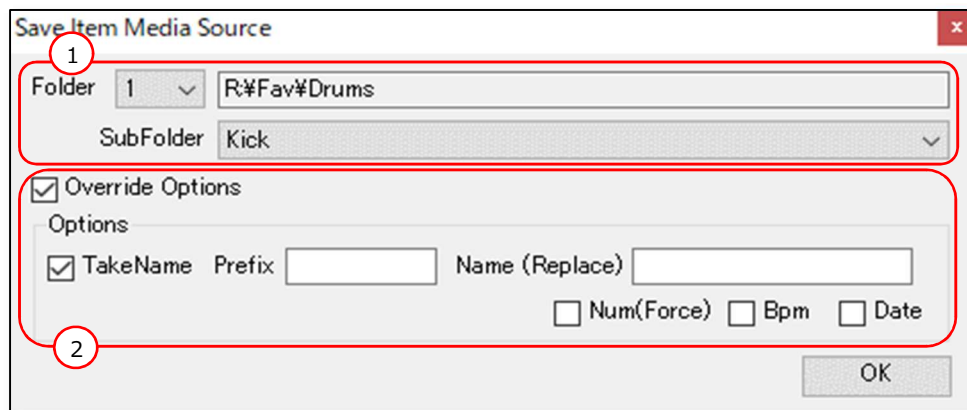 Save Item Media Source x
1
Folder 1 R:¥Fav¥Drums
SubFolder Kick
Override Options
Options
TakeName Prefix Name (Replace)
Num(Force) Bpm Date
2
OK